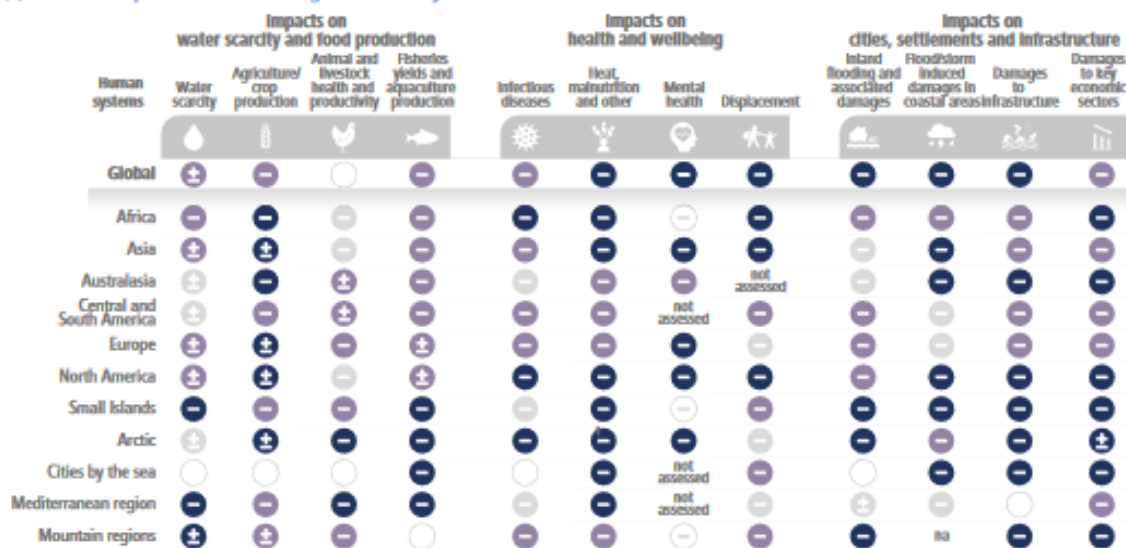 Impacts on
water scarcity and food production
Impacts on
health and wellbeing
Impacts on
cities, settlements and infrastructure
Human
systems
Water
scarcity
Agriculture/
crop
production
Animal and
livestock
health and
productivity
Fisheries
yields and
aquaculture
production
Infectious
diseases
Heat,
malnutrition
and other
Mental
health
Displacement
Inland
flooding and
associated
damages
Flood/storm
induced
damages in
coastal areas
Damages
to
infrastructure
Damages
to key
economic
sectors
Global
Africa
Asia
Australasia
not
assessed
Central and
South America
not
assessed
Europe
North America
Small Islands
Arctic
Cities by the sea
not
assessed
Mediterranean region
not
assessed
Mountain regions
na